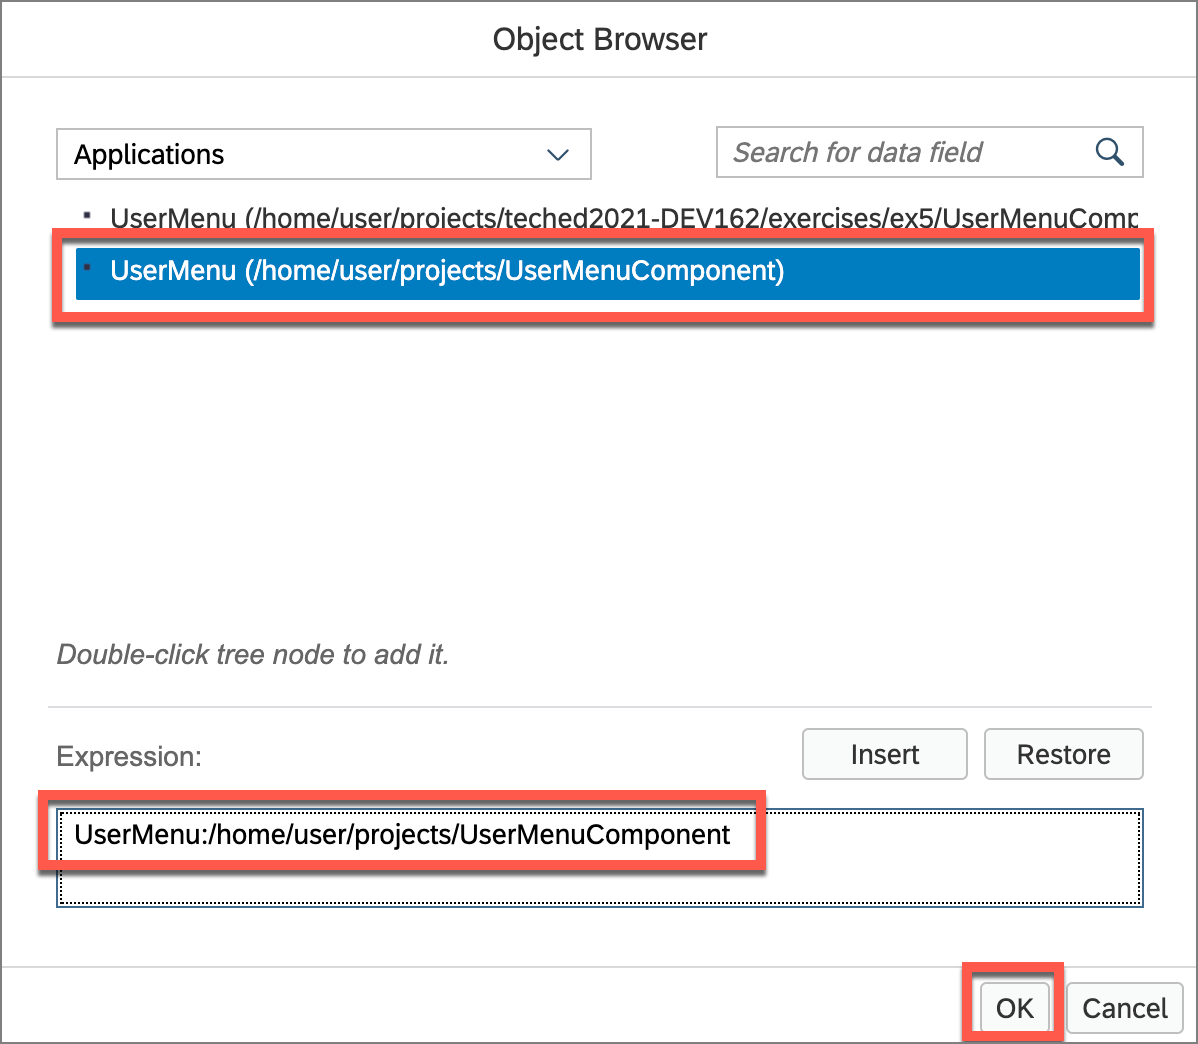 Object Browser
Applications
Search for data field
UserMenu (/home/user/projects/teched2021-DEV162/exercises/ex5/UserMenuComp
UserMenu (/home/user/projects/UserMenuComponent)
Double-click tree node to add it.
Expression:
Insert
Restore
UserMenu:/home/user/projects/UserMenuComponent
OK
Cancel